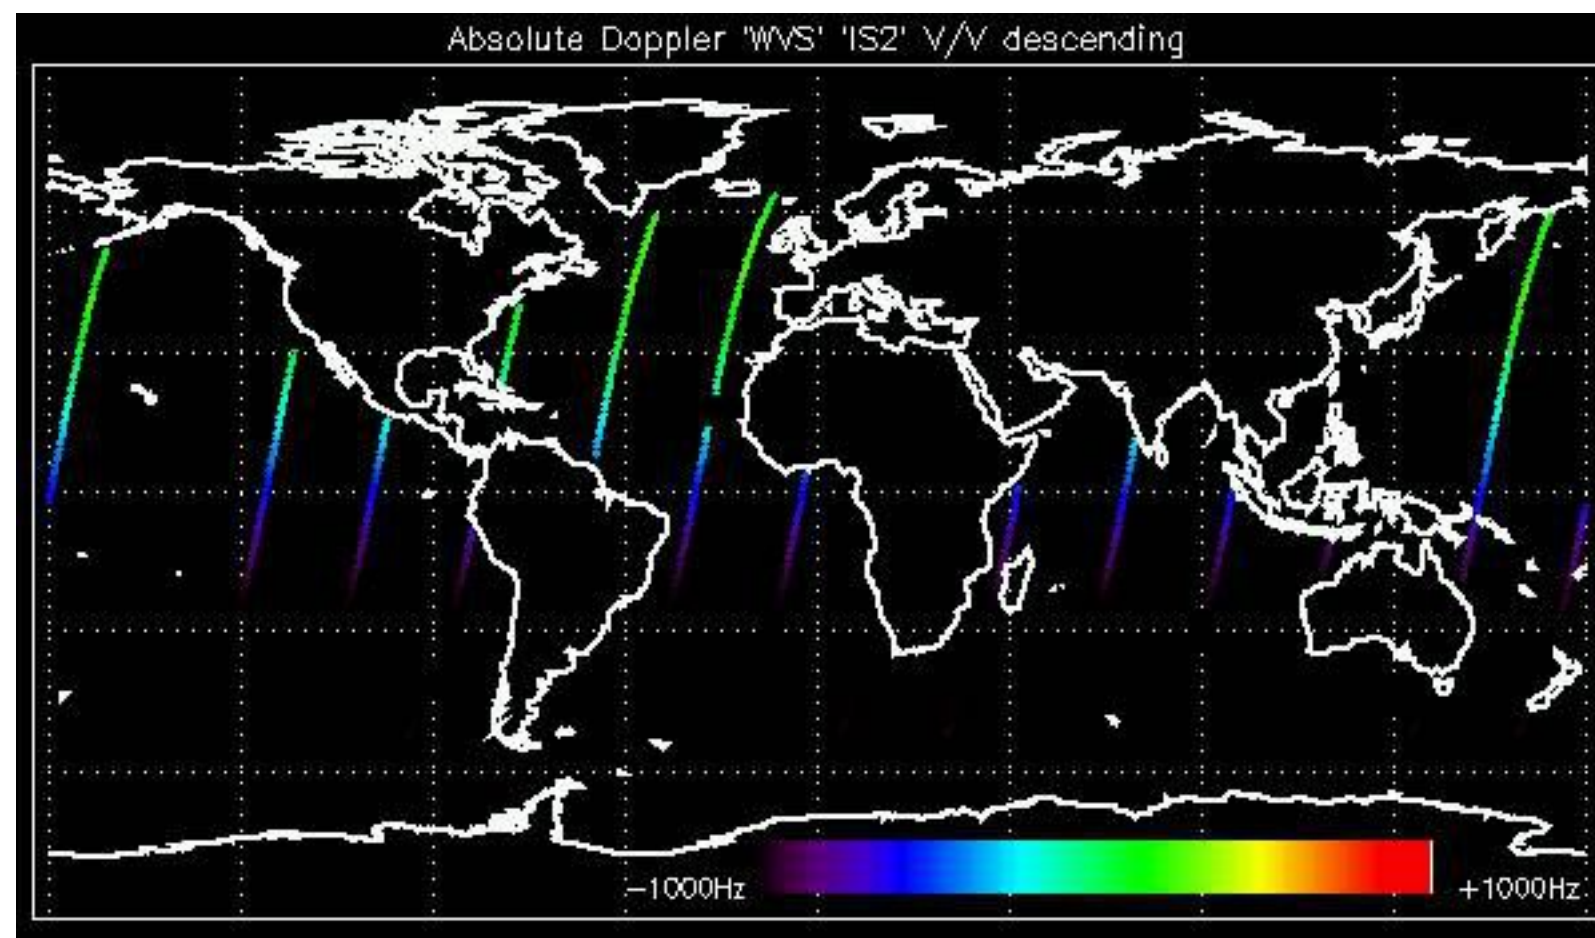 Absolute Doppler 'WVS' 'IS2' V/V descending
-1000Hz
+1000Hz